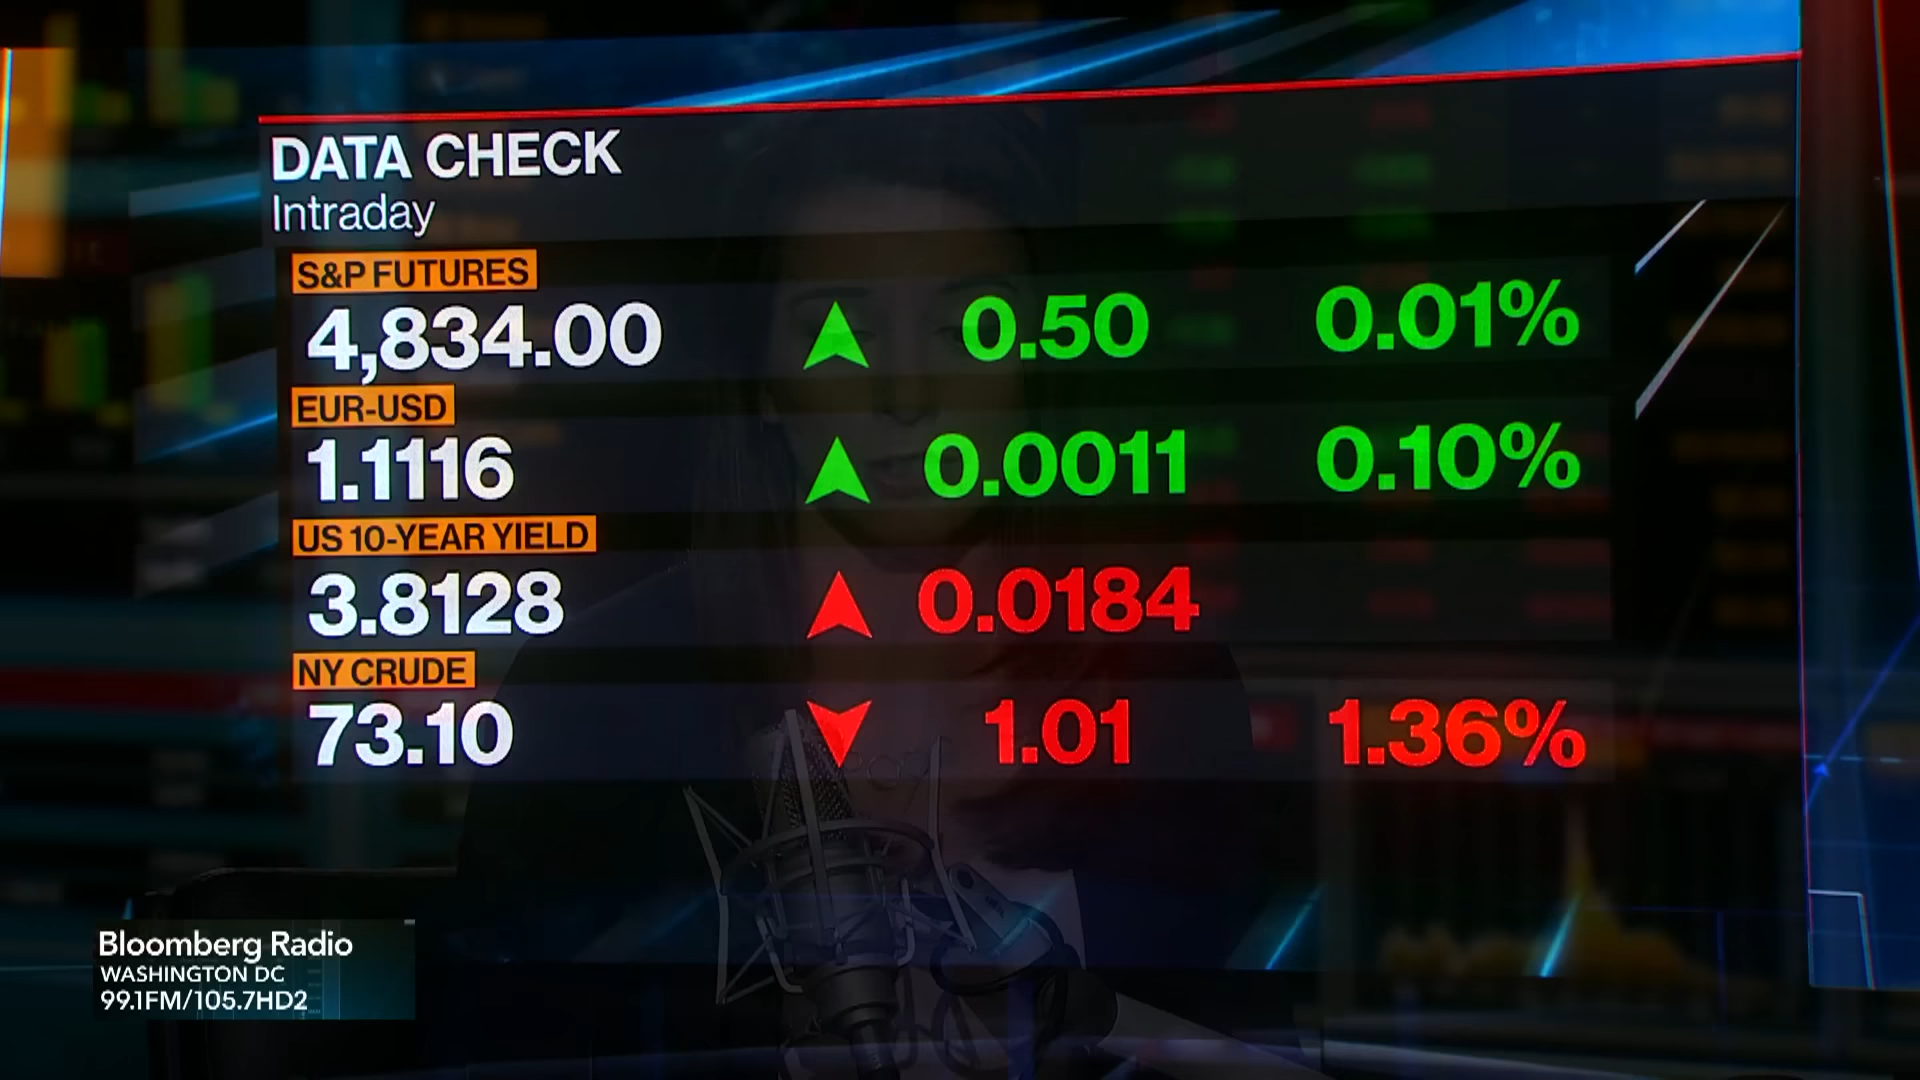 DATA CHECK
Intraday
S&P FUTURES
4,834.00 ▲ 0.50 0.01%
EUR-USD
1.1116 ▲ 0.0011 0.10%
US 10-YEAR YIELD
3.8128 ▲ 0.0184
NY CRUDE
73.10 ▼ 1.01 1.36%
Bloomberg Radio
WASHINGTON DC
99.1FM/105.7HD2